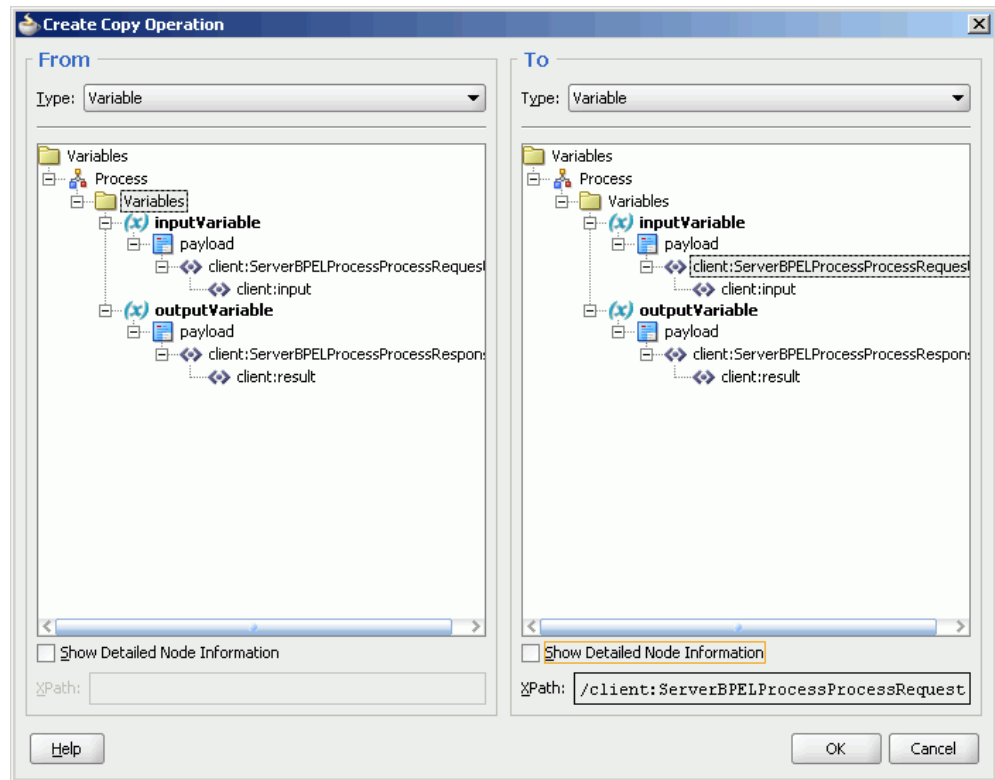 Create Copy Operation
From
Type: Variable
Variables
Process
Variables
inputVariable
payload
client:ServerBPELProcessProcessRequest
client:input
outputVariable
payload
client:ServerBPELProcessProcessRespon
client:result
Show Detailed Node Information
XPath:
To
Type: Variable
Variables
Process
Variables
inputVariable
payload
client:ServerBPELProcessProcessRequest
client:input
outputVariable
payload
client:ServerBPELProcessProcessRespon
client:result
Show Detailed Node Information
XPath: /client:ServerBPELProcessProcessRequest
Help
OK
Cancel